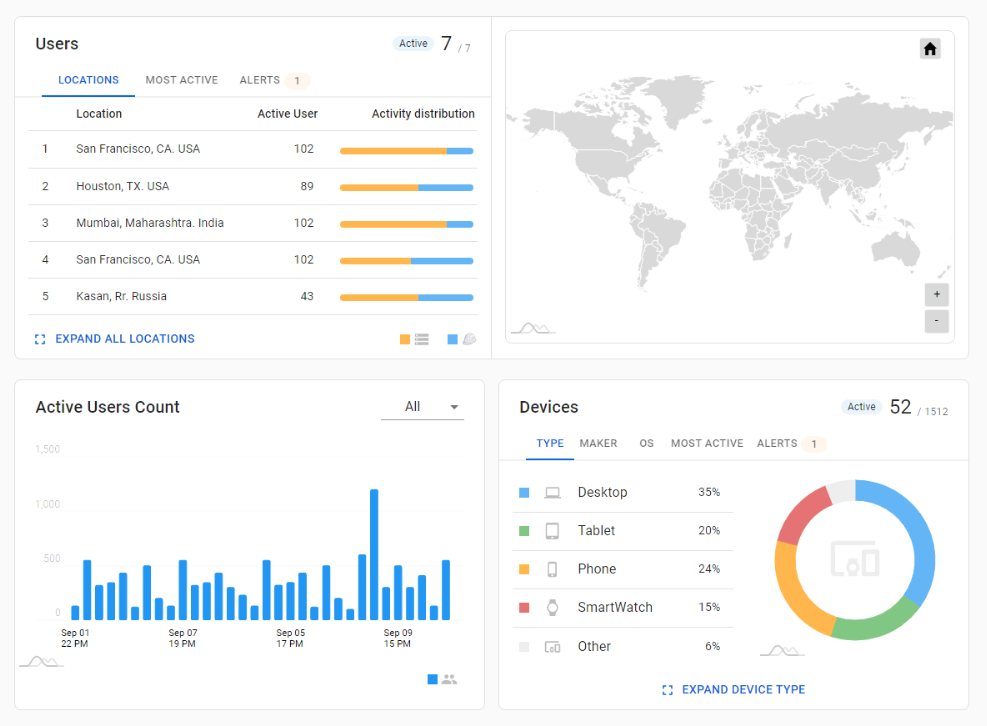 Users Active 7 / 7
LOCATIONS MOST ACTIVE ALERTS 1
Location Active User Activity distribution
1 San Francisco, CA. USA 102
2 Houston, TX. USA 89
3 Mumbai, Maharashtra. India 102
4 San Francisco, CA. USA 102
5 Kasan, Rr. Russia 43
EXPAND ALL LOCATIONS
+
-
Active Users Count All
1,500
1,000
500
0
Sep 01 Sep 07 Sep 05 Sep 09
22 PM 19 PM 17 PM 15 PM
Devices Active 52 / 1512
TYPE MAKER OS MOST ACTIVE ALERTS 1
Desktop 35%
Tablet 20%
Phone 24%
SmartWatch 15%
Other 6%
EXPAND DEVICE TYPE